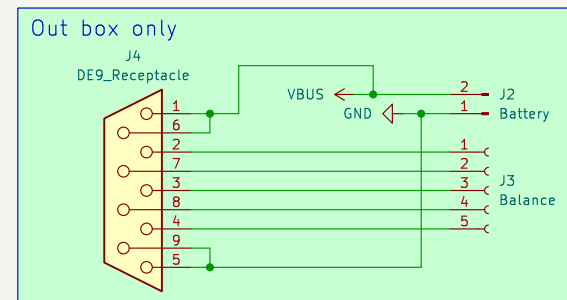 Out box only
J4
DE9_Receptacle
VBUS
2
J2
1
GND
1
Battery
6
2
1
7
2
3
3
J3
8
4
Balance
4
5
9
5